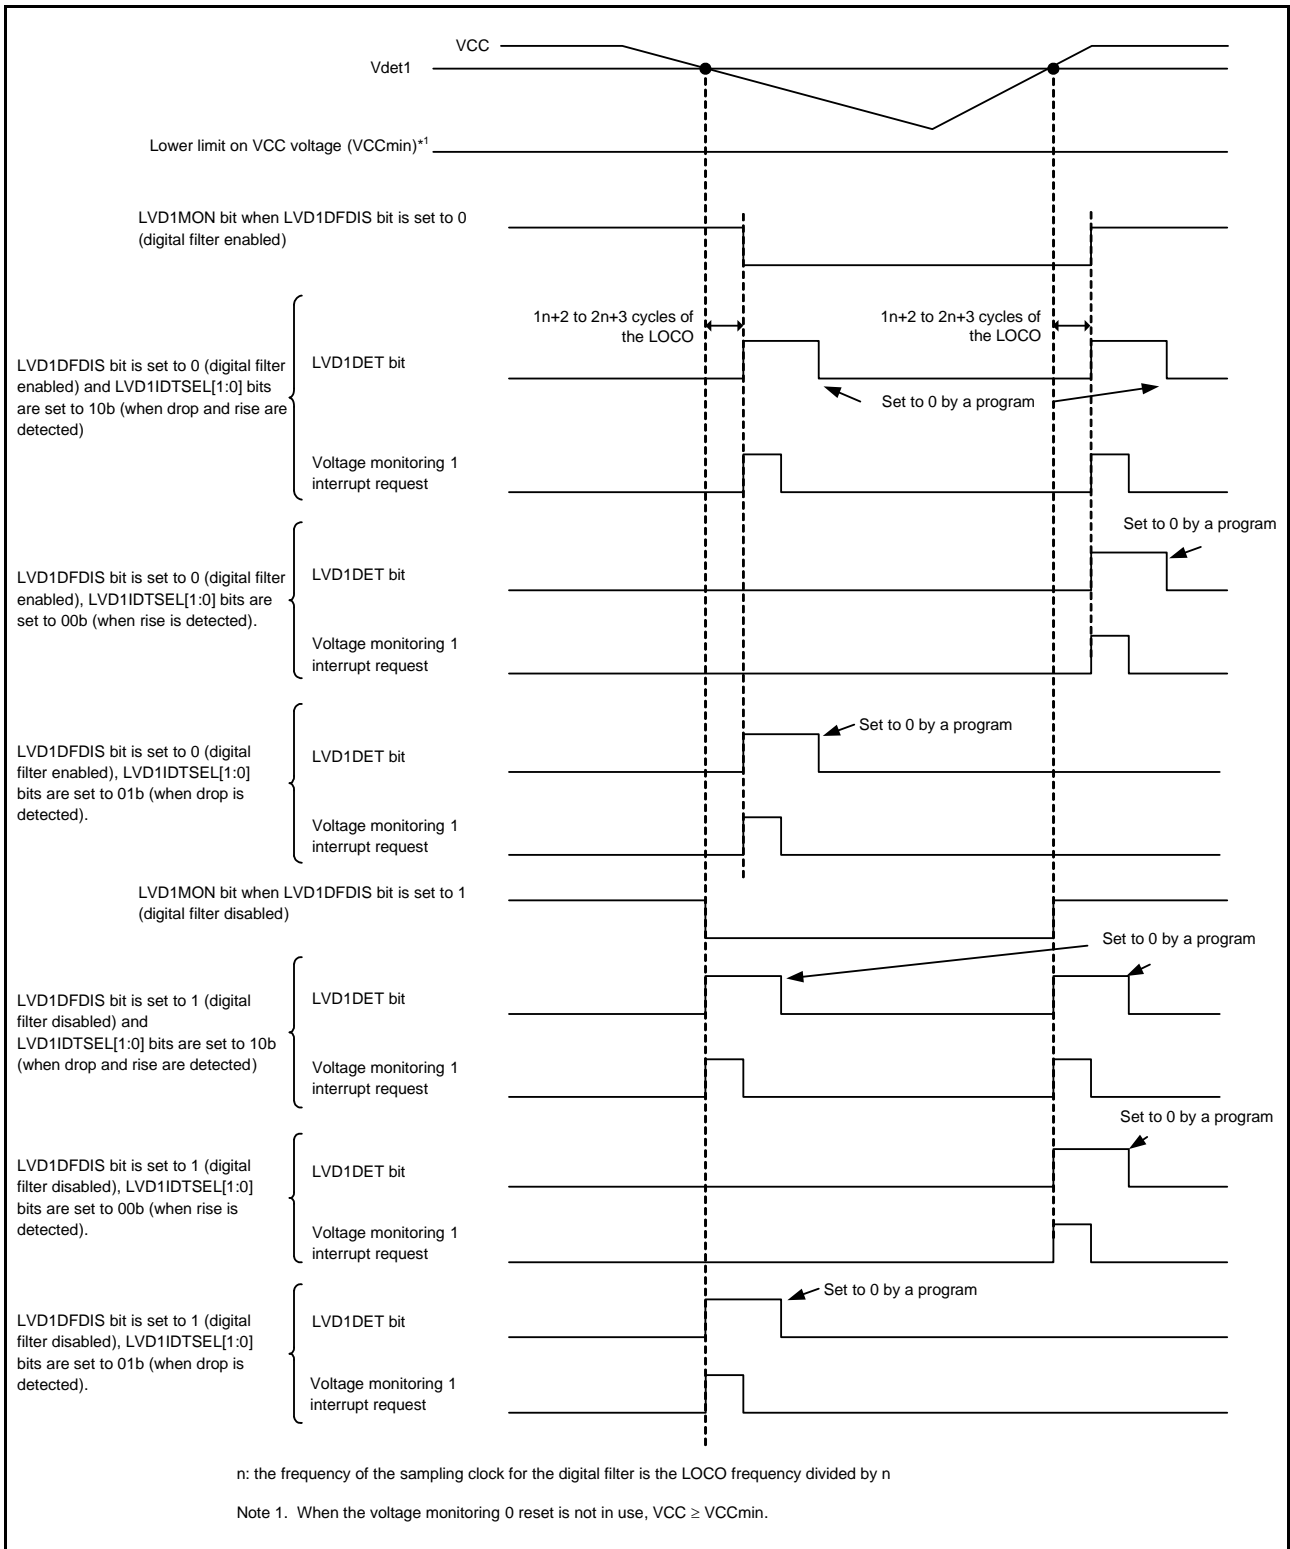 VCC
Vdet1
Lower limit on VCC voltage (VCCmin)*1
LVD1MON bit when LVD1DFDIS bit is set to 0
(digital filter enabled)
1n+2 to 2n+3 cycles of
the LOCO
1n+2 to 2n+3 cycles of
the LOCO
LVD1DFDIS bit is set to 0 (digital filter
enabled) and LVD1IDTSEL[1:0] bits
are set to 10b (when drop and rise are
detected)
LVD1DET bit
Set to 0 by a program
Voltage monitoring 1
interrupt request
Set to 0 by a program
LVD1DFDIS bit is set to 0 (digital filter
enabled), LVD1IDTSEL[1:0] bits are
set to 00b (when rise is detected).
LVD1DET bit
Voltage monitoring 1
interrupt request
Set to 0 by a program
LVD1DFDIS bit is set to 0 (digital
filter enabled), LVD1IDTSEL[1:0]
bits are set to 01b (when drop is
detected).
LVD1DET bit
Voltage monitoring 1
interrupt request
LVD1MON bit when LVD1DFDIS bit is set to 1
(digital filter disabled)
Set to 0 by a program
LVD1DFDIS bit is set to 1 (digital
filter disabled) and
LVD1IDTSEL[1:0] bits are set to 10b
(when drop and rise are detected)
LVD1DET bit
Voltage monitoring 1
interrupt request
Set to 0 by a program
LVD1DFDIS bit is set to 1 (digital
filter disabled), LVD1IDTSEL[1:0]
bits are set to 00b (when rise is
detected).
LVD1DET bit
Voltage monitoring 1
interrupt request
Set to 0 by a program
LVD1DFDIS bit is set to 1 (digital
filter disabled), LVD1IDTSEL[1:0]
bits are set to 01b (when drop is
detected).
LVD1DET bit
Voltage monitoring 1
interrupt request
n: the frequency of the sampling clock for the digital filter is the LOCO frequency divided by n
Note 1. When the voltage monitoring 0 reset is not in use, VCC ≥ VCCmin.